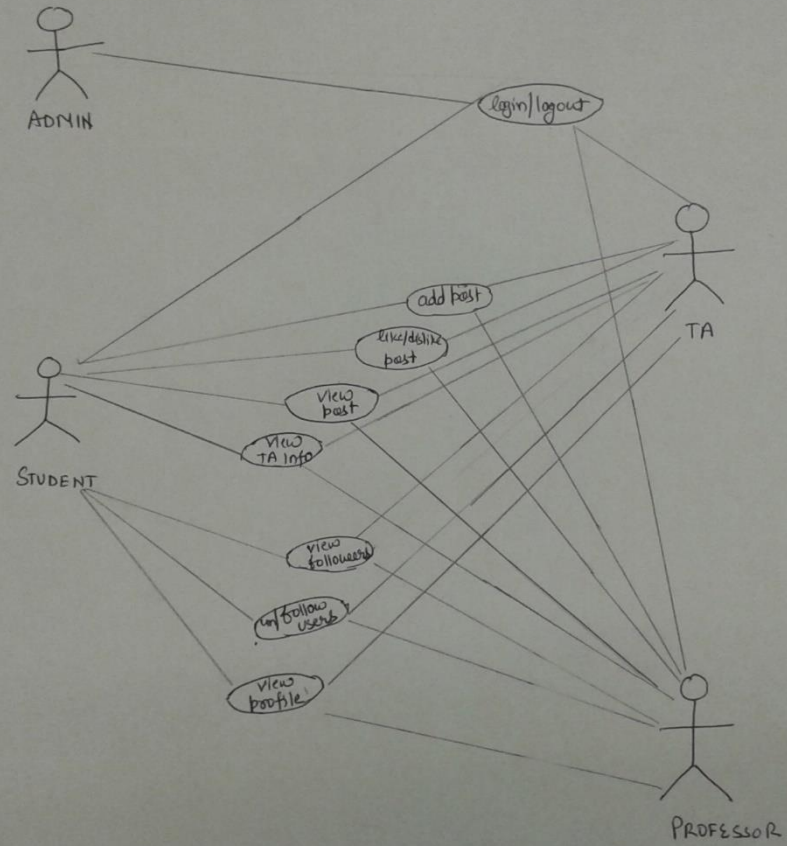 ADMIN
login/logout
add post
TA
like/dislike
post
view
post
view
TA info
STUDENT
view
followers
un/follow
users
view
profile
PROFESSOR